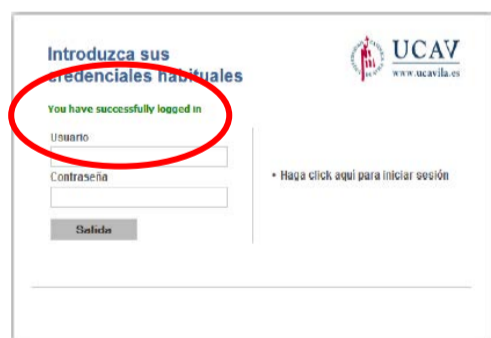 Introduzca sus
credenciales habituales
UCAV
www.ucavila.es
You have successfully logged in
Usuario
Contraseña
• Haga click aquí para iniciar sesión
Salida